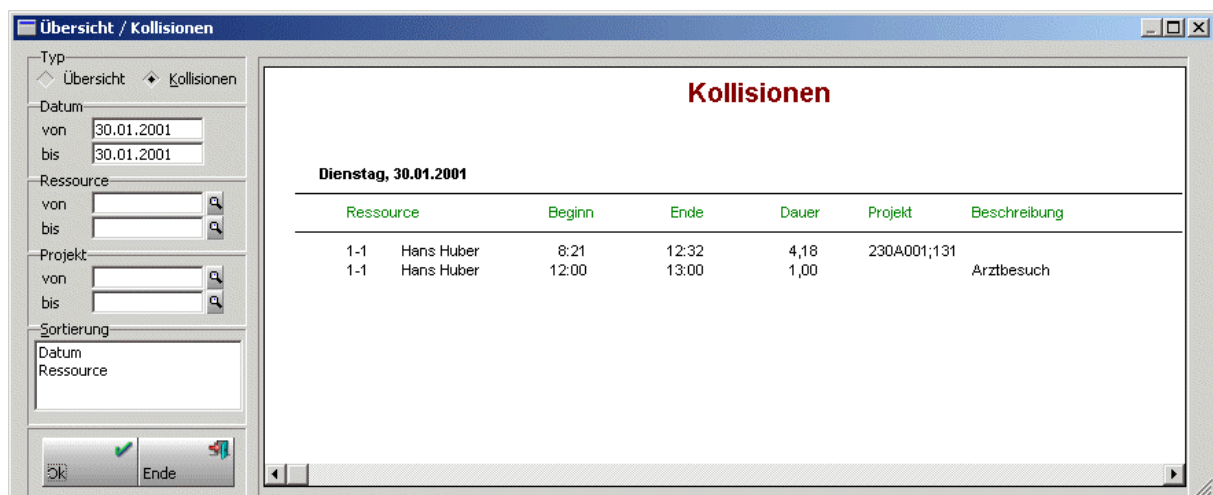 Übersicht / Kollisionen
Typ
Übersicht Kollisionen
Datum
von 30.01.2001
bis 30.01.2001
Ressource
von
bis
Projekt
von
bis
Sortierung
Datum
Ressource
Ok Ende
Kollisionen
Dienstag, 30.01.2001
Ressource Beginn Ende Dauer Projekt Beschreibung
1-1 Hans Huber 8:21 12:32 4,18 230A001;131
1-1 Hans Huber 12:00 13:00 1,00 Arztbesuch